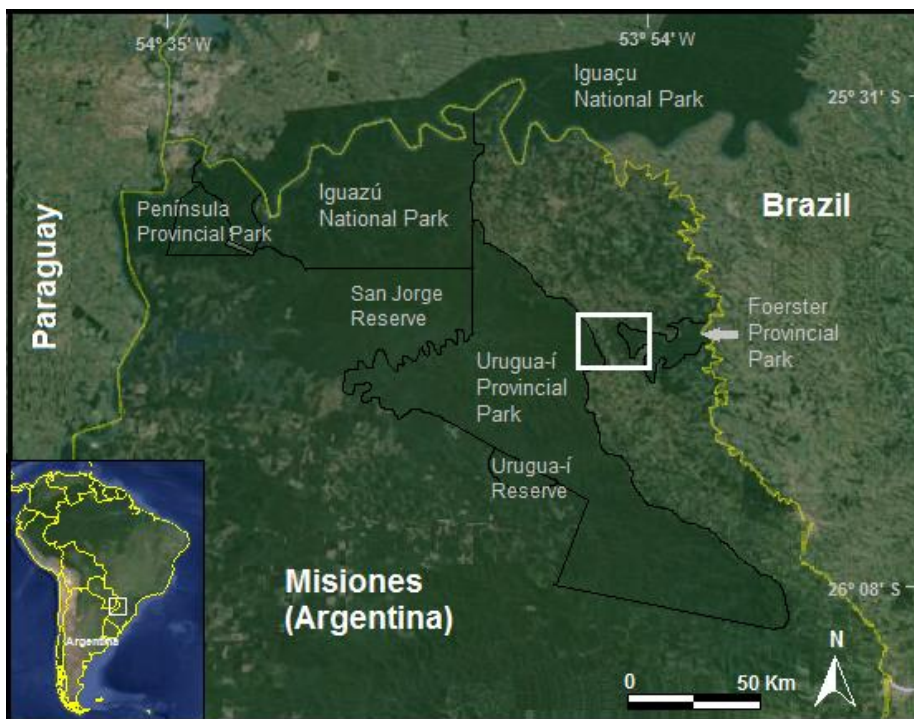 54° 35' W
53° 54' W
Iguaçu
National Park
25° 31' S
Península
Provincial Park
Iguazú
National Park
Brazil
Paraguay
San Jorge
Reserve
Foerster
Provincial
Park
Urugua-í
Provincial
Park
Urugua-í
Reserve
Misiones
(Argentina)
26° 08' S
Argentina
N
0
50 Km